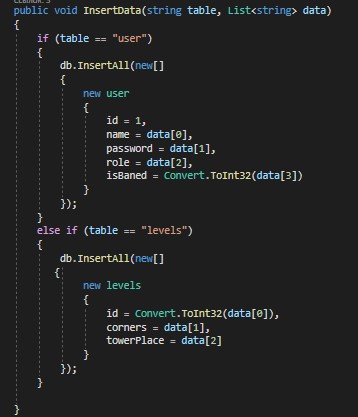 public void InsertData(string table, List<string> data)
{
if (table == "user")
{
db.InsertAll(new[]
{
new user
{
id = 1,
name = data[0],
password = data[1],
role = data[2],
isBaned = Convert.ToInt32(data[3])
}
});
}
else if (table == "levels")
{
db.InsertAll(new[]
{
new levels
{
id = Convert.ToInt32(data[0]),
corners = data[1],
towerPlace = data[2]
}
});
}
}